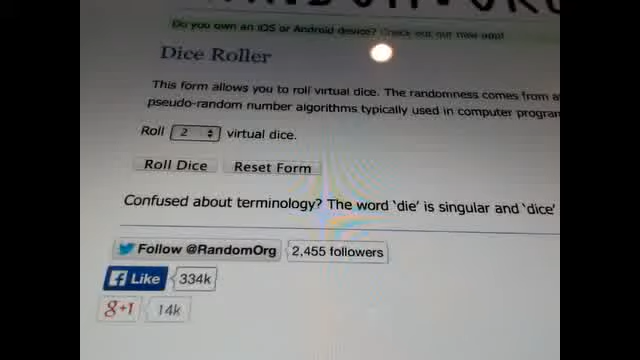 Do you own an iOS or Android device? Check out our new app!
Dice Roller
This form allows you to roll virtual dice. The randomness comes from
pseudo-random number algorithms typically used in computer
Roll 2 virtual dice.
Roll Dice Reset Form
Confused about terminology? The word 'die' is singular and 'dice'
Follow @RandomOrg 2,455 followers
f Like 334k
g+1 14k